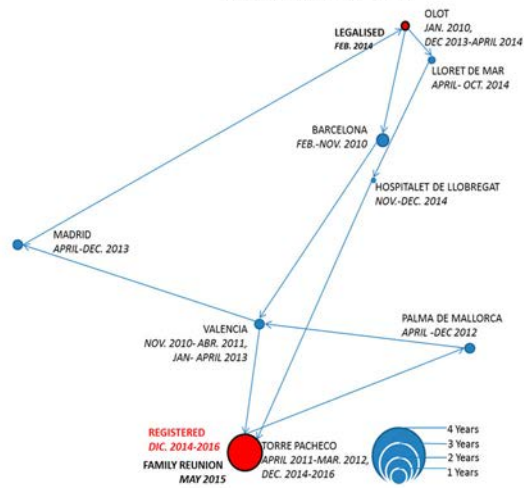 OLOT
JAN. 2010,
DEC 2013-APRIL 2014
LEGALISED
FEB. 2014
LLORET DE MAR
APRIL- OCT. 2014
BARCELONA
FEB.-NOV. 2010
HOSPITALET DE LLOBREGAT
NOV.-DEC. 2014
MADRID
APRIL-DEC. 2013
PALMA DE MALLORCA
APRIL -DEC 2012
VALENCIA
NOV. 2010- ABR. 2011,
JAN- APRIL 2013
REGISTERED
DIC. 2014-2016
FAMILY REUNION
MAY 2015
TORRE PACHECO
APRIL 2011-MAR. 2012,
DEC. 2014-2016
4 Years
3 Years
2 Years
1 Years